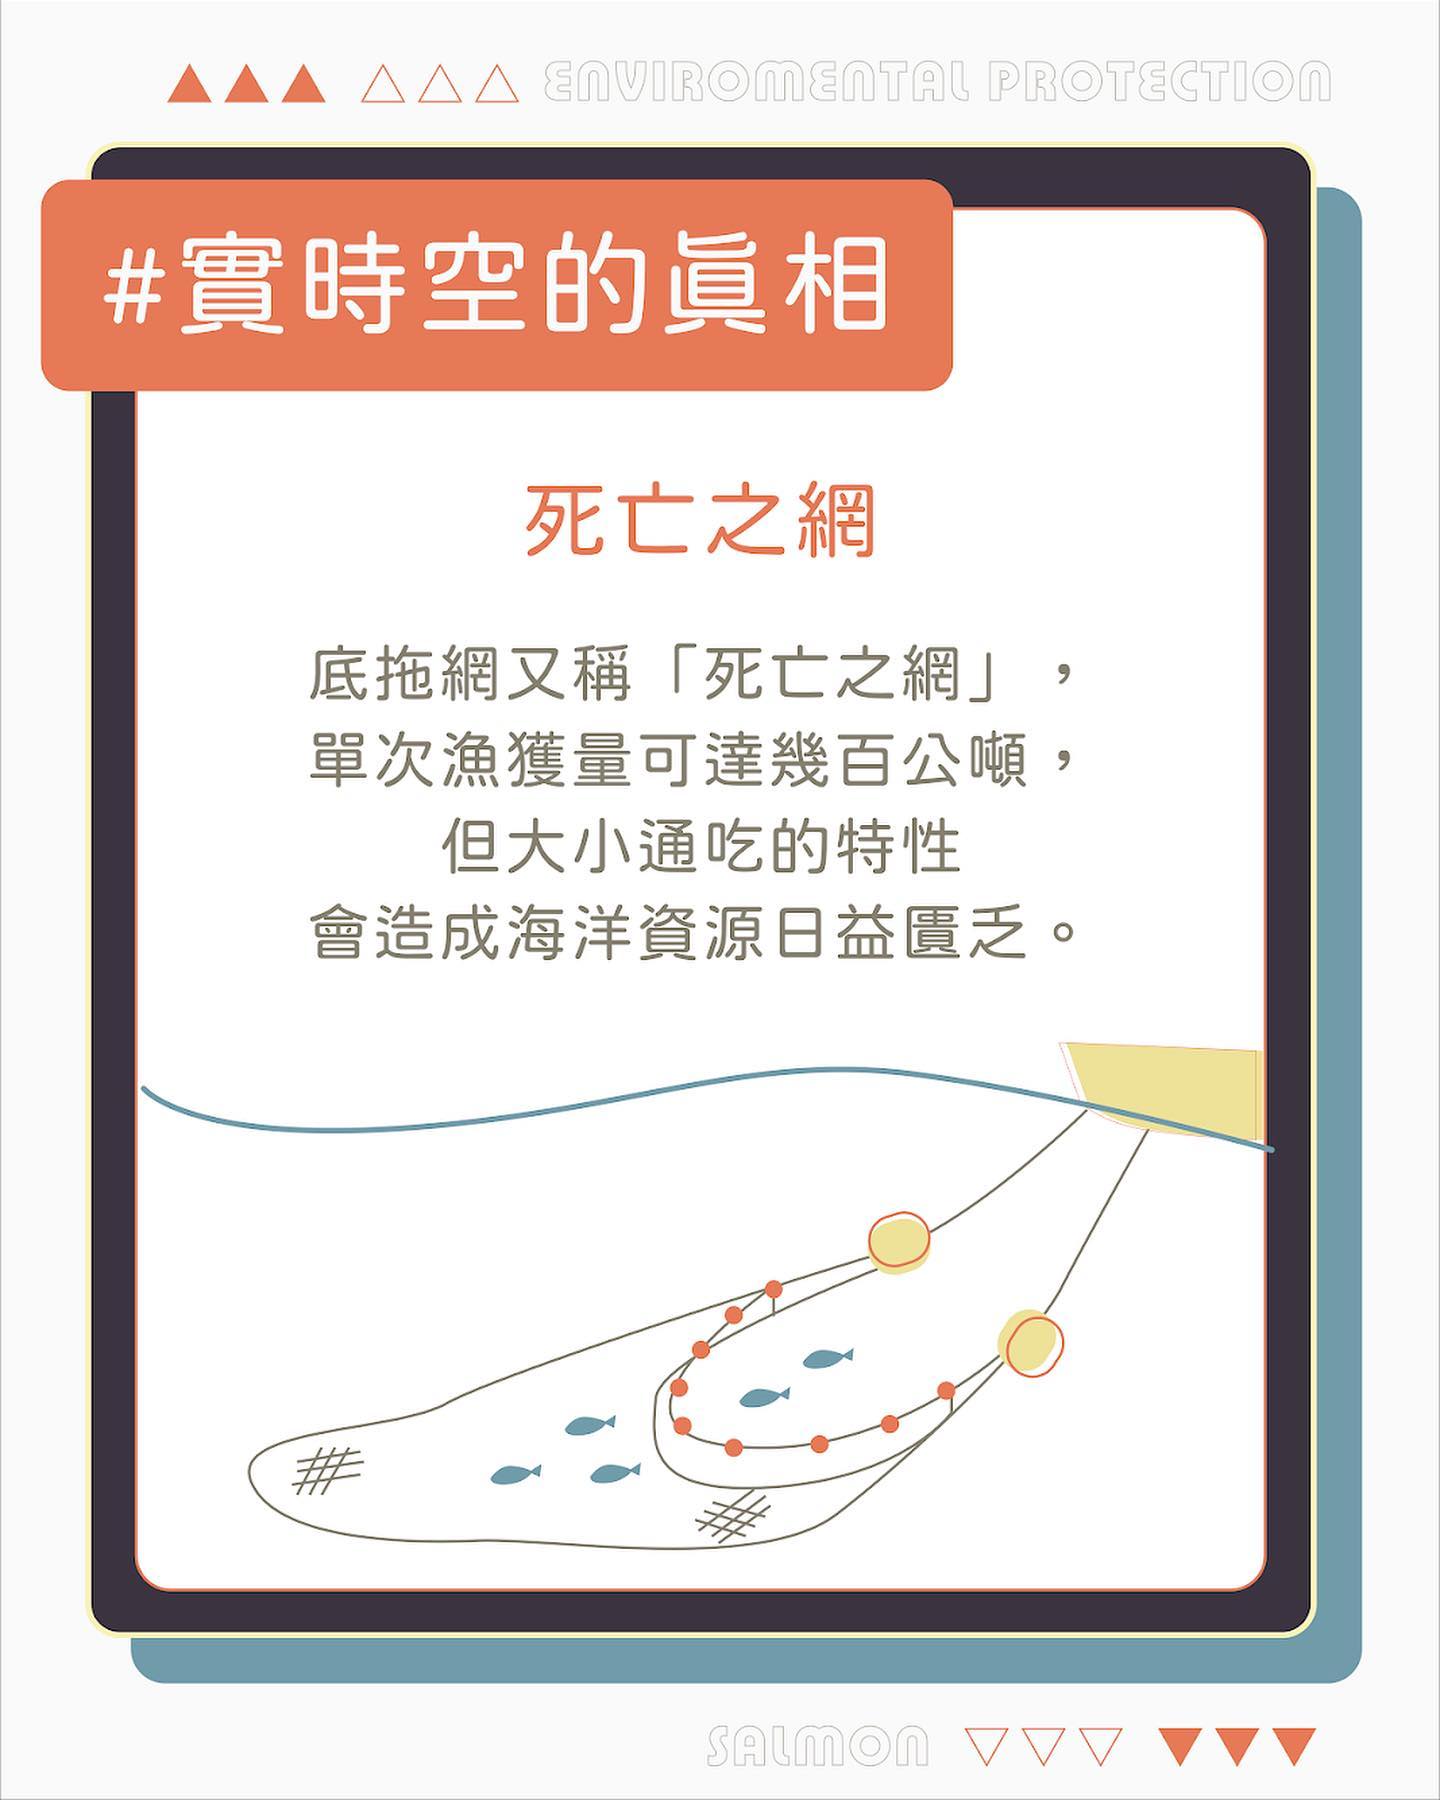 ENVIROMENTAL PROTECTION
#實時空的眞相
死亡之網
底拖網又稱「死亡之網」，
單次漁獲量可達幾百公噸，
但大小通吃的特性
會造成海洋資源日益匱乏。
SALMON